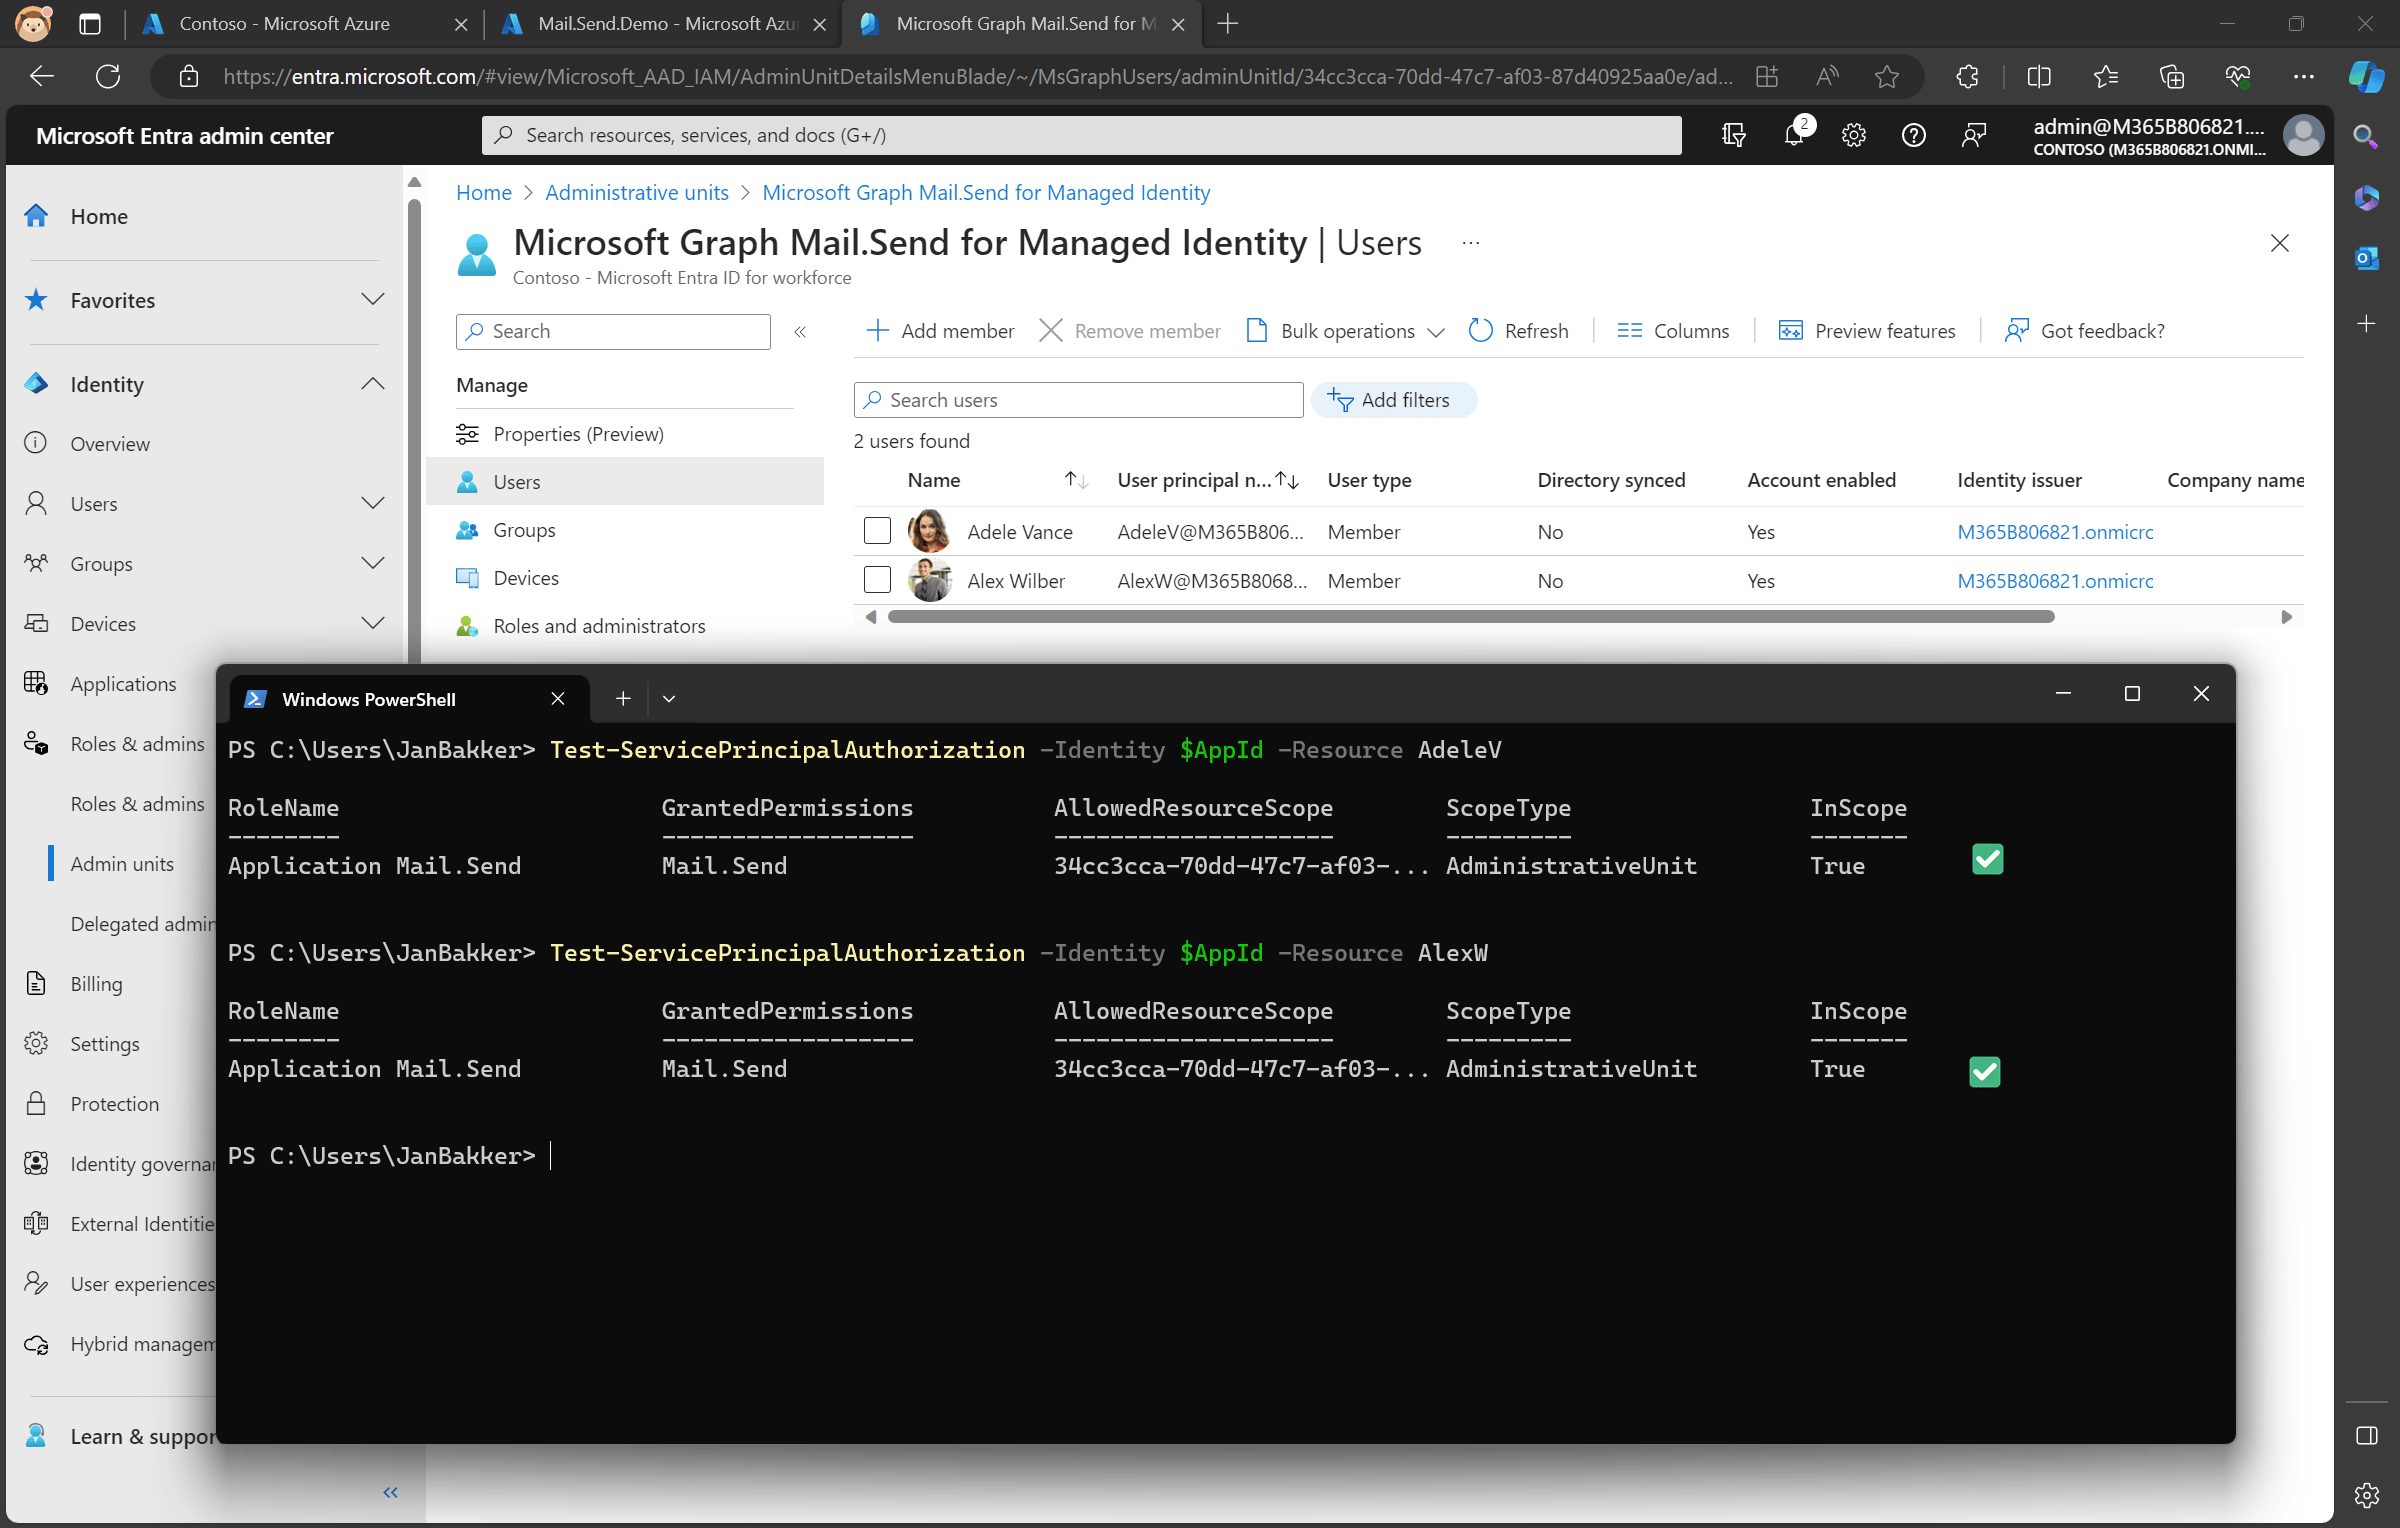 Contoso - Microsoft Azure
Mail.Send.Demo - Microsoft Azu
Microsoft Graph Mail.Send for M
https://entra.microsoft.com/#view/Microsoft_AAD_IAM/AdminUnitDetailsMenuBlade/~/MsGraphUsers/adminUnitId/34cc3cca-70dd-47c7-af03-87d40925aa0e/ad...
Microsoft Entra admin center
Search resources, services, and docs (G+/)
2
admin@M365B806821....
CONTOSO (M365B806821.ONMI...
Home
Favorites
Identity
Overview
Users
Groups
Devices
Applications
Roles & admins
Roles & admins
Admin units
Delegated admin
Billing
Settings
Protection
Identity governan
External Identitie
User experiences
Hybrid managem
Learn & support
Home > Administrative units > Microsoft Graph Mail.Send for Managed Identity
Microsoft Graph Mail.Send for Managed Identity | Users ...
Contoso - Microsoft Entra ID for workforce
Search
Manage
Properties (Preview)
Users
Groups
Devices
Roles and administrators
Add member
Remove member
Bulk operations
Refresh
Columns
Preview features
Got feedback?
Search users
Add filters
2 users found
Name User principal n... User type Directory synced Account enabled Identity issuer Company name
Adele Vance AdeleV@M365B806... Member No Yes M365B806821.onmicrc
Alex Wilber AlexW@M365B8068... Member No Yes M365B806821.onmicrc
Windows PowerShell
PS C:\Users\JanBakker> Test-ServicePrincipalAuthorization -Identity $AppId -Resource AdeleV
RoleName GrantedPermissions AllowedResourceScope ScopeType InScope
-------- ------------------ -------------------- --------- -------
Application Mail.Send Mail.Send 34cc3cca-70dd-47c7-af03-... AdministrativeUnit True
PS C:\Users\JanBakker> Test-ServicePrincipalAuthorization -Identity $AppId -Resource AlexW
RoleName GrantedPermissions AllowedResourceScope ScopeType InScope
-------- ------------------ -------------------- --------- -------
Application Mail.Send Mail.Send 34cc3cca-70dd-47c7-af03-... AdministrativeUnit True
PS C:\Users\JanBakker>